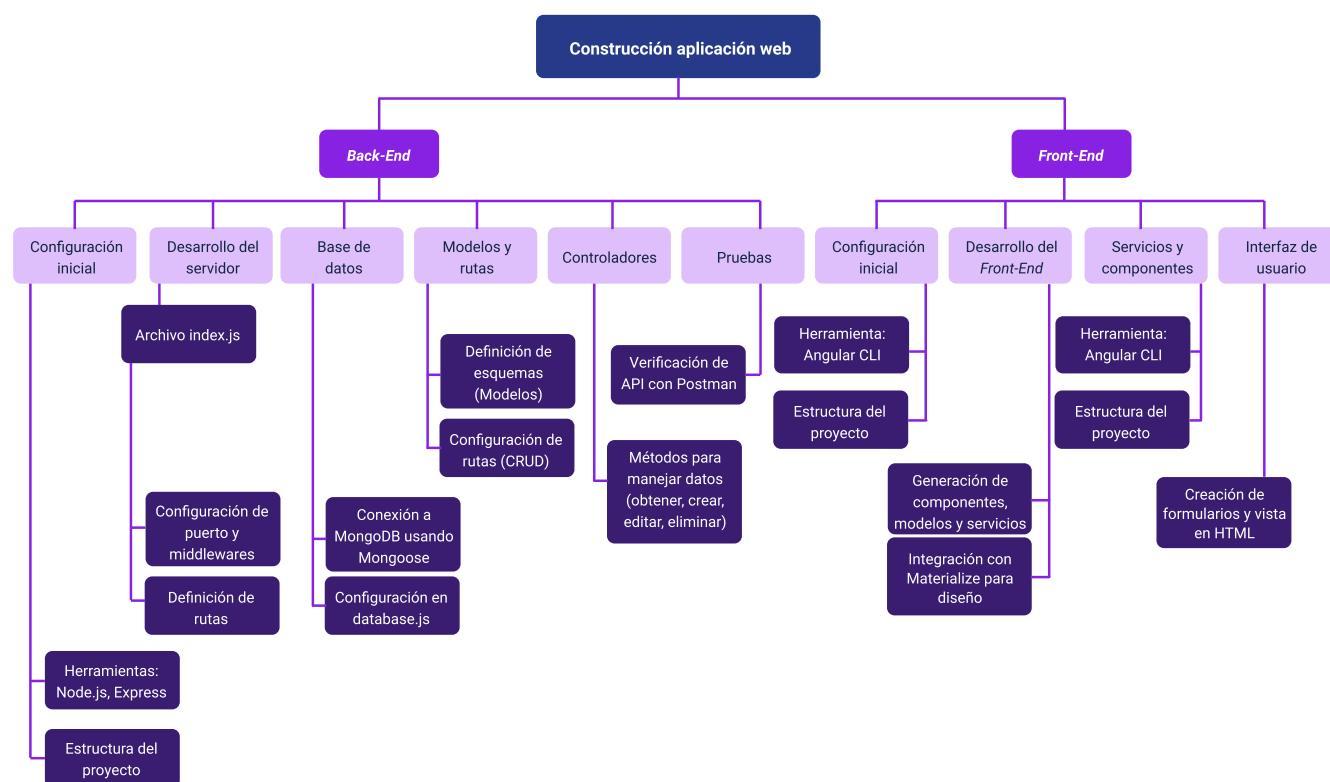 Construcción aplicación web
Back-End
Front-End
Configuración
inicial
Desarrollo del
servidor
Base de
datos
Modelos y
rutas
Controladores
Pruebas
Configuración
inicial
Desarrollo del
Front-End
Servicios y
componentes
Interfaz de
usuario
Archivo index.js
Configuración de
puerto y
middlewares
Definición de
rutas
Herramientas:
Node.js, Express
Estructura del
proyecto
Conexión a
MongoDB usando
Mongoose
Configuración en
database.js
Definición de
esquemas
(Modelos)
Configuración de
rutas (CRUD)
Verificación de
API con Postman
Métodos para
manejar datos
(obtener, crear,
editar, eliminar)
Herramienta:
Angular CLI
Estructura del
proyecto
Generación de
componentes,
modelos y servicios
Integración con
Materialize para
diseño
Herramienta:
Angular CLI
Estructura del
proyecto
Creación de
formularios y vista
en HTML